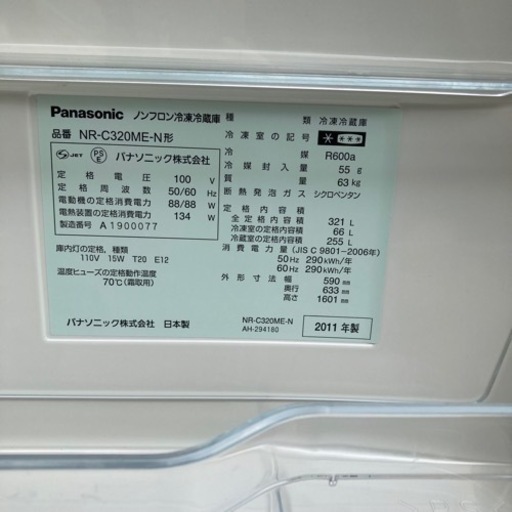 Panasonic ノンフロン冷凍冷蔵庫
品番 NR-C320ME-N形
JET PS E パナソニック株式会社
定格電圧 100 V
定格周波数 50/60 Hz
電動機の定格消費電力 88/88 W
電熱装置の定格消費電力 134 W
製造番号 A 1900077
庫内灯の定格、種類
110V 15W T20 E12
温度ヒューズの定格動作温度
70℃(霜取用)
パナソニック株式会社 日本製
種類 冷凍冷蔵庫
冷凍室の記号 ****
冷媒 R600a
冷媒封入量 55 g
質量 63 kg
断熱発泡ガス シクロペンタン
定格内容積
全定格内容積 321 L
冷凍室の定格内容積 66 L
冷蔵室の定格内容積 255 L
消費電力量(JIS C 9801-2006年)
50Hz 290 kWh/年
60Hz 290 kWh/年
外形寸法 幅 590 mm
奥行 633 mm
高さ 1601 mm
NR-C320ME-N
AH-294180
2011年製